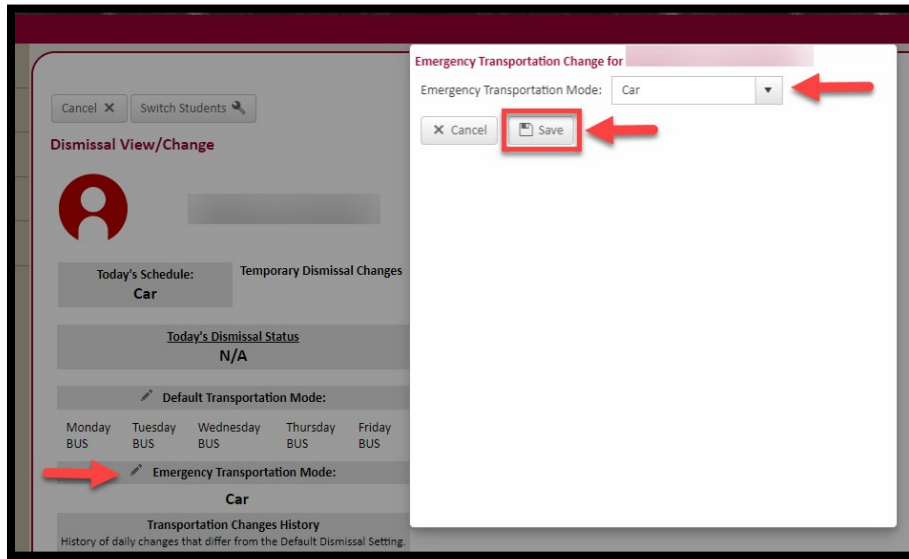 Cancel
Switch Students
Dismissal View/Change
Today's Schedule:
Car
Temporary Dismissal Changes
Today's Dismissal Status
N/A
Default Transportation Mode:
Monday Tuesday Wednesday Thursday Friday
BUS BUS BUS BUS BUS
Emergency Transportation Mode:
Car
Transportation Changes History
History of daily changes that differ from the Default Dismissal Setting.
Emergency Transportation Change for
Emergency Transportation Mode: Car
Cancel Save